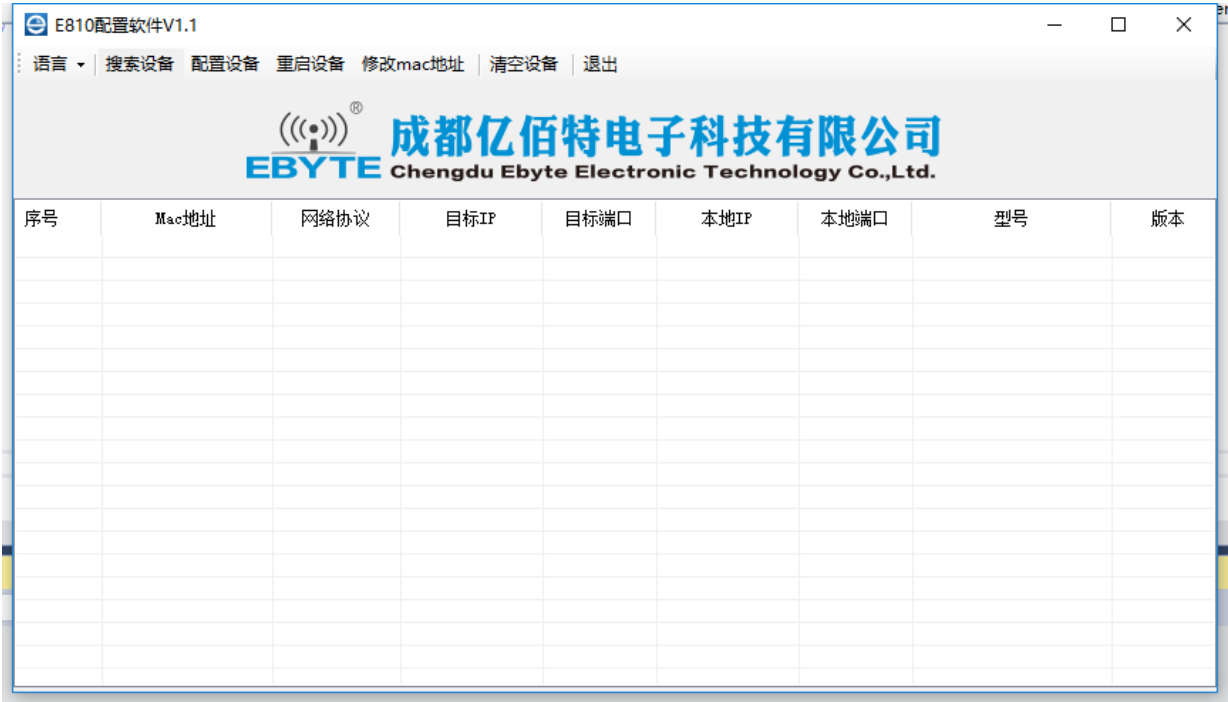 E810配置软件V1.1
语言 搜索设备 配置设备 重启设备 修改mac地址 清空设备 退出
®
成都亿佰特电子科技有限公司
EBYTE Chengdu Ebyte Electronic Technology Co.,Ltd.
序号 Mac地址 网络协议 目标IP 目标端口 本地IP 本地端口 型号 版本